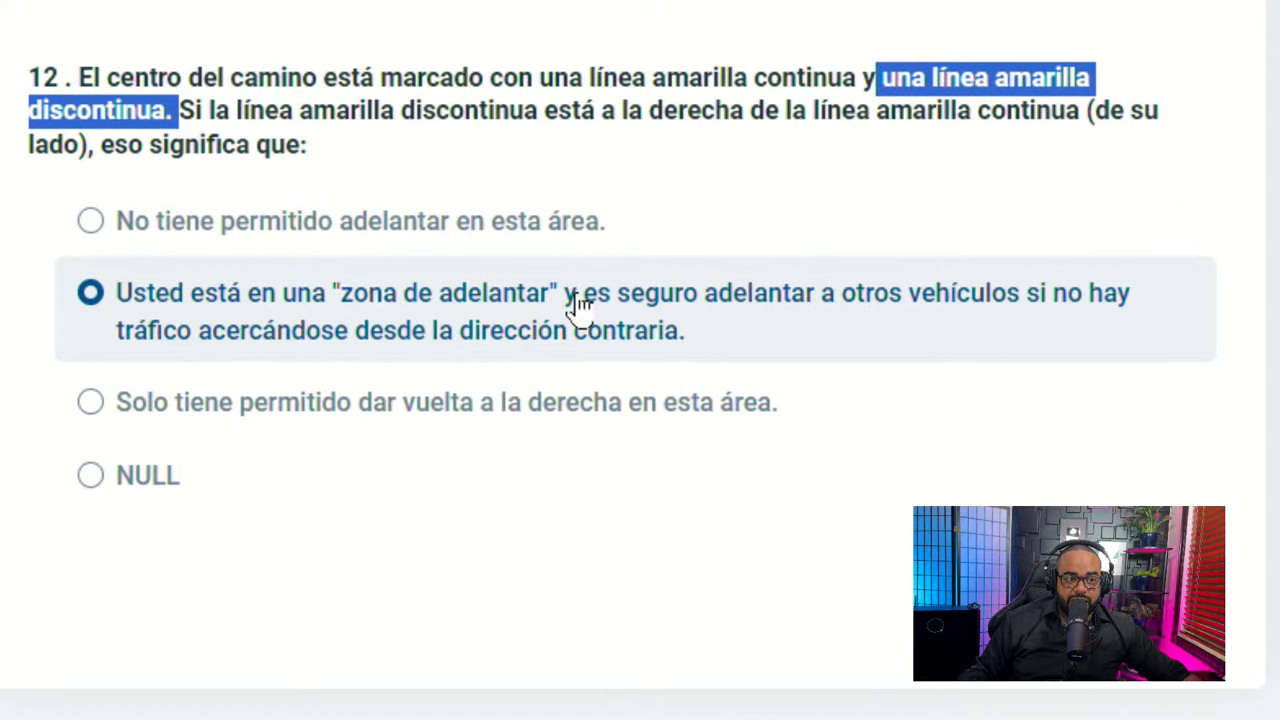 12 . El centro del camino está marcado con una línea amarilla continua y una línea amarilla
discontinua. Si la línea amarilla discontinua está a la derecha de la línea amarilla continua (de su
lado), eso significa que:
No tiene permitido adelantar en esta área.
Usted está en una "zona de adelantar" y es seguro adelantar a otros vehículos si no hay
tráfico acercándose desde la dirección contraria.
Solo tiene permitido dar vuelta a la derecha en esta área.
NULL